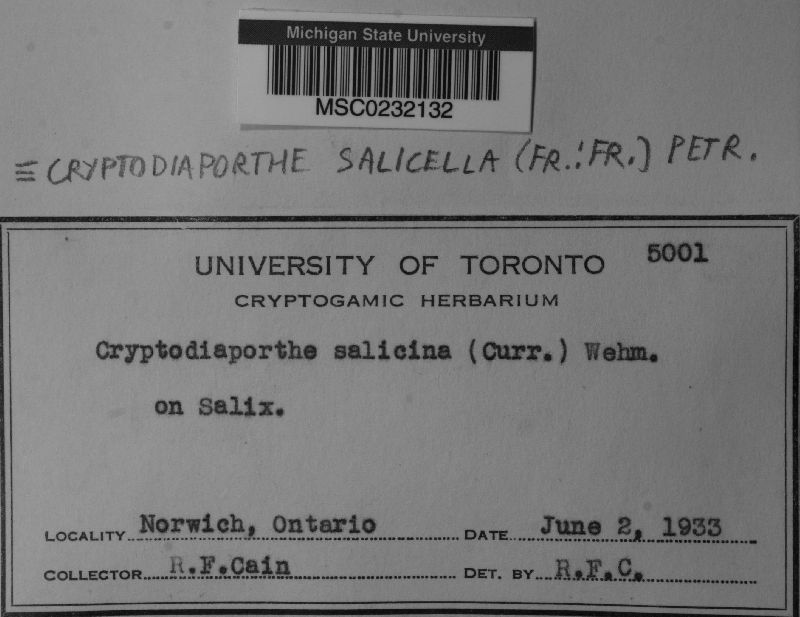 Michigan State University
MSC0232132
≡ CRYPTODIAPORTHE SALICELLA (FR.:FR.) PETR.
UNIVERSITY OF TORONTO 5001
CRYPTOGAMIC HERBARIUM
Cryptodiaporthe salicina (Curr.) Wehm.
on Salix.
LOCALITY Norwich, Ontario DATE June 2, 1933
COLLECTOR R.F.Cain DET. BY R.F.C.